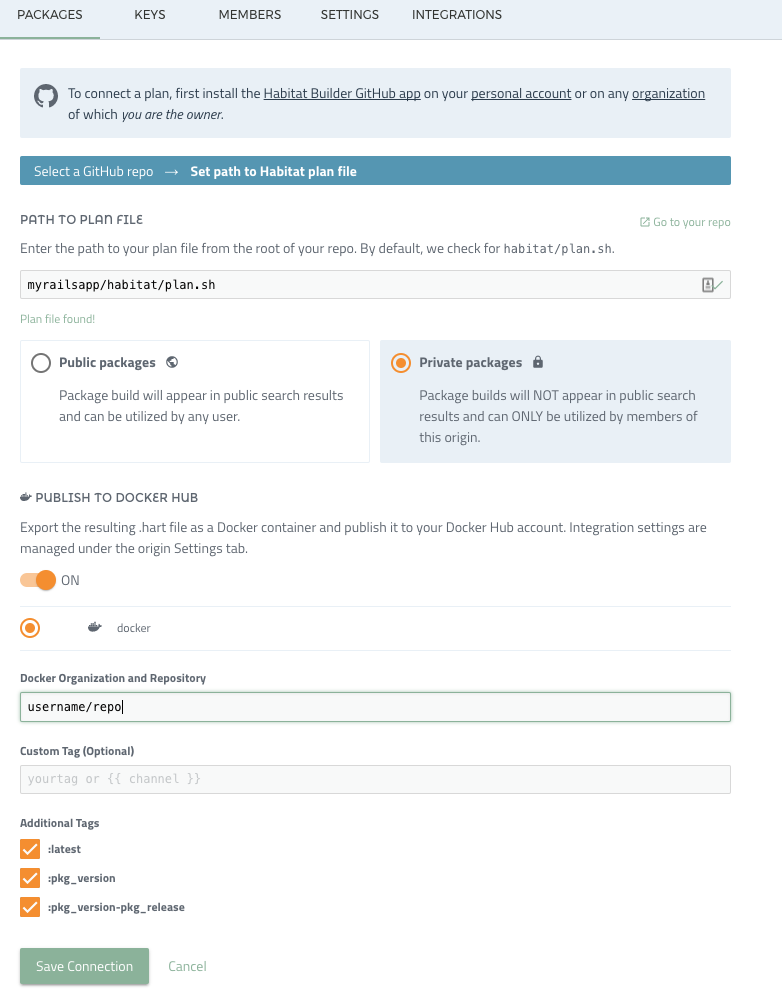 PACKAGES KEYS MEMBERS SETTINGS INTEGRATIONS
To connect a plan, first install the Habitat Builder GitHub app on your personal account or on any organization
of which you are the owner.
Select a GitHub repo → Set path to Habitat plan file
PATH TO PLAN FILE
Go to your repo
Enter the path to your plan file from the root of your repo. By default, we check for habitat/plan.sh.
myrailsapp/habitat/plan.sh
Plan file found!
Public packages
Package build will appear in public search results
and can be utilized by any user.
Private packages
Package builds will NOT appear in public search
results and can ONLY be utilized by members of
this origin.
PUBLISH TO DOCKER HUB
Export the resulting .hart file as a Docker container and publish it to your Docker Hub account. Integration settings are
managed under the origin Settings tab.
ON
docker
Docker Organization and Repository
username/repo
Custom Tag (Optional)
yourtag or {{ channel }}
Additional Tags
:latest
:pkg_version
:pkg_version-pkg_release
Save Connection Cancel